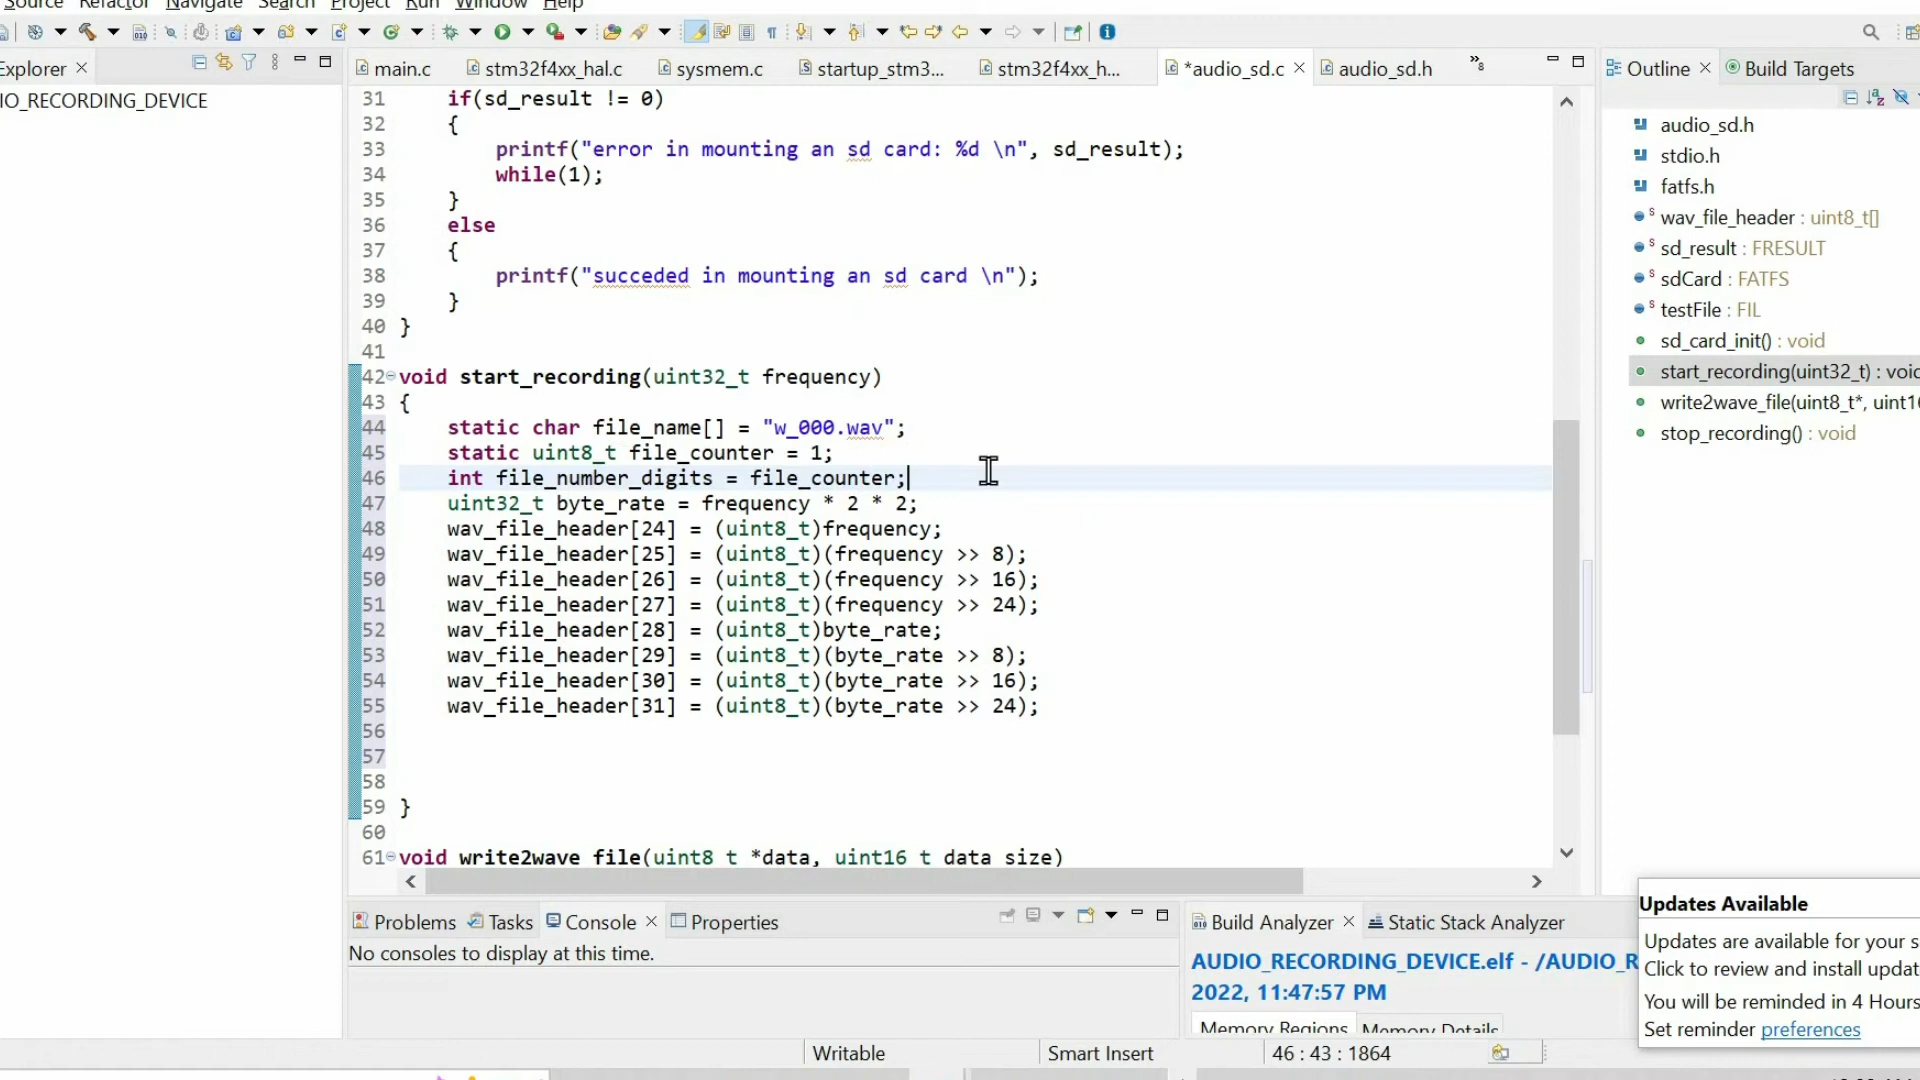 Source Refactor Navigate Search Project Run Window Help
Explorer
main.c stm32f4xx_hal.c sysmem.c startup_stm3... stm32f4xx_h... *audio_sd.c audio_sd.h »8
Outline Build Targets
IO_RECORDING_DEVICE
31 if(sd_result != 0)
32 {
33 printf("error in mounting an sd card: %d \n", sd_result);
34 while(1);
35 }
36 else
37 {
38 printf("succeded in mounting an sd card \n");
39 }
40 }
41
42 void start_recording(uint32_t frequency)
43 {
44 static char file_name[] = "w_000.wav";
45 static uint8_t file_counter = 1;
46 int file_number_digits = file_counter;
47 uint32_t byte_rate = frequency * 2 * 2;
48 wav_file_header[24] = (uint8_t)frequency;
49 wav_file_header[25] = (uint8_t)(frequency >> 8);
50 wav_file_header[26] = (uint8_t)(frequency >> 16);
51 wav_file_header[27] = (uint8_t)(frequency >> 24);
52 wav_file_header[28] = (uint8_t)byte_rate;
53 wav_file_header[29] = (uint8_t)(byte_rate >> 8);
54 wav_file_header[30] = (uint8_t)(byte_rate >> 16);
55 wav_file_header[31] = (uint8_t)(byte_rate >> 24);
56
57
58
59 }
60
61 void write2wave_file(uint8_t *data, uint16_t data_size)
audio_sd.h
stdio.h
fatfs.h
wav_file_header : uint8_t[]
sd_result : FRESULT
sdCard : FATFS
testFile : FIL
sd_card_init() : void
start_recording(uint32_t) : void
write2wave_file(uint8_t*, uint16
stop_recording() : void
Problems Tasks Console Properties
No consoles to display at this time.
Build Analyzer Static Stack Analyzer
AUDIO_RECORDING_DEVICE.elf - /AUDIO_R
2022, 11:47:57 PM
Memory Regions Memory Details
Updates Available
Updates are available for your s
Click to review and install updat
You will be reminded in 4 Hours
Set reminder preferences
Writable Smart Insert 46 : 43 : 1864